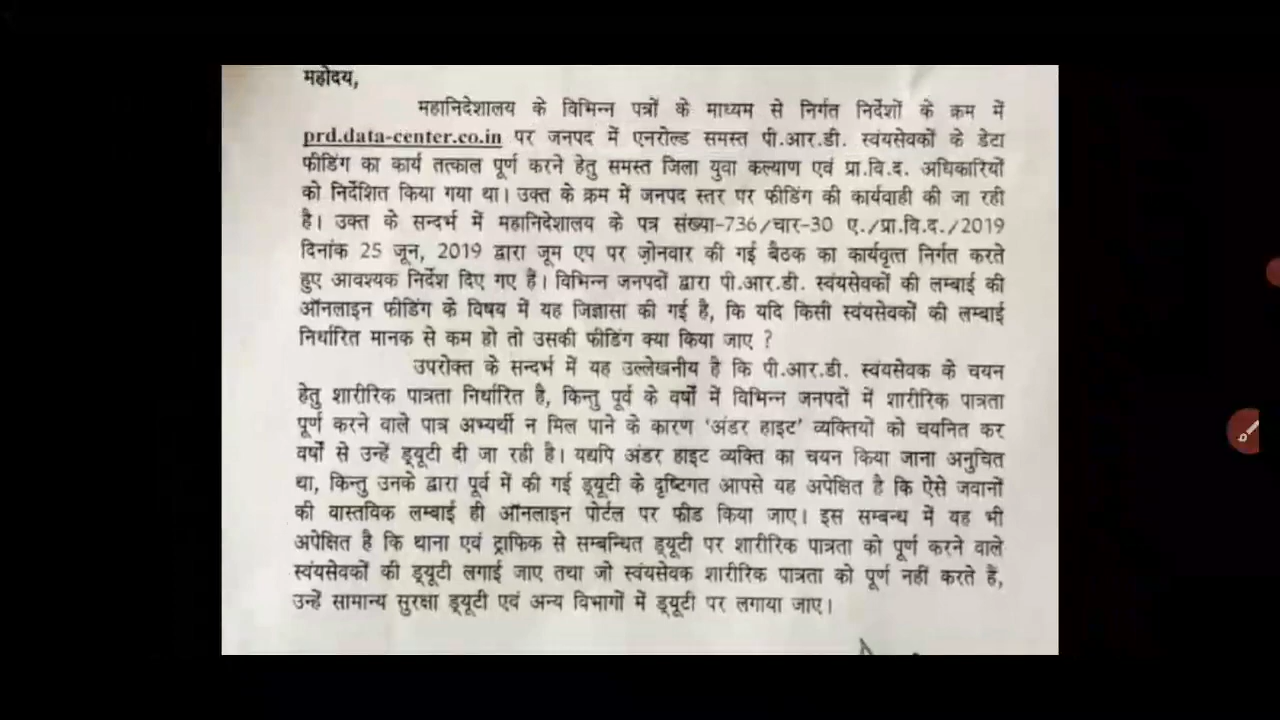 महोदय,
महानिदेशालय के विभिन्न पत्रों के माध्यम से निर्गत निर्देशों के क्रम में
prd.data-center.co.in पर जनपद में एनरोल्ड समस्त पी.आर.डी. स्वंयसेवकों के डेटा
फीडिंग का कार्य तत्काल पूर्ण करने हेतु समस्त जिला युवा कल्याण एवं प्रा.वि.द. अधिकारियों
को निर्देशित किया गया था। उक्त के क्रम में जनपद स्तर पर फीडिंग की कार्यवाही की जा रही
है। उक्त के सन्दर्भ में महानिदेशालय के पत्र संख्या-736/चार-30 ए./प्रा.वि.द./2019
दिनांक 25 जून, 2019 द्वारा जूम एप पर ज़ोनवार की गई बैठक का कार्यवृत्त निर्गत करते
हुए आवश्यक निर्देश दिए गए है। विभिन्न जनपदों द्वारा पी.आर.डी. स्वंयसेवकों की लम्बाई की
ऑनलाइन फीडिंग के विषय में यह जिज्ञासा की गई है, कि यदि किसी स्वंयसेवकों की लम्बाई
निर्धारित मानक से कम हो तो उसकी फीडिंग क्या किया जाए ?
उपरोक्त के सन्दर्भ में यह उल्लेखनीय है कि पी.आर.डी. स्वंयसेवक के चयन
हेतु शारीरिक पात्रता निर्धारित है, किन्तु पूर्व के वर्षों में विभिन्न जनपदों में शारीरिक पात्रता
पूर्ण करने वाले पात्र अभ्यर्थी न मिल पाने के कारण 'अंडर हाइट' व्यक्तियों को चयनित कर
वर्षों से उन्हें ड्यूटी दी जा रही है। यद्यपि अंडर हाइट व्यक्ति का चयन किया जाना अनुचित
था, किन्तु उनके द्वारा पूर्व में की गई ड्यूटी के दृष्टिगत आपसे यह अपेक्षित है कि ऐसे जवानों
की वास्तविक लम्बाई ही ऑनलाइन पोर्टल पर फीड किया जाए। इस सम्बन्ध में यह भी
अपेक्षित है कि थाना एवं ट्राफिक से सम्बन्धित ड्यूटी पर शारीरिक पात्रता को पूर्ण करने वाले
स्वंयसेवकों की ड्यूटी लगाई जाए तथा जो स्वंयसेवक शारीरिक पात्रता को पूर्ण नहीं करते है,
उन्हें सामान्य सुरक्षा ड्यूटी एवं अन्य विभागों में ड्यूटी पर लगाया जाए।